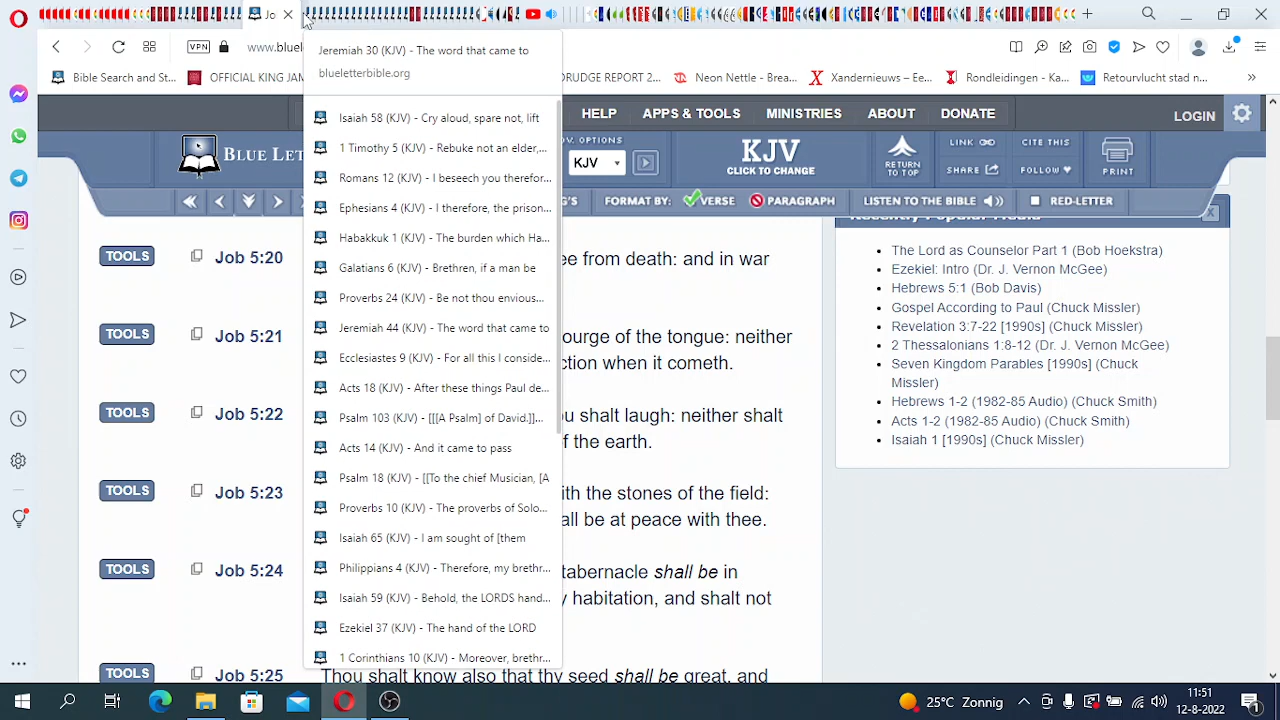 Jo
VPN
www.bluel
Bible Search and St...
OFFICIAL KING JAM
DRUDGE REPORT 2...
Neon Nettle - Brea...
Xandernieuws – Ee...
Rondleidingen - Ka...
Retourvlucht stad n...
»
Jeremiah 30 (KJV) - The word that came to
blueletterbible.org
Isaiah 58 (KJV) - Cry aloud, spare not, lift
1 Timothy 5 (KJV) - Rebuke not an elder,...
Romans 12 (KJV) - I beseech you therefor...
Ephesians 4 (KJV) - I therefore, the prison...
Habakkuk 1 (KJV) - The burden which Ha...
Galatians 6 (KJV) - Brethren, if a man be
Proverbs 24 (KJV) - Be not thou envious...
Jeremiah 44 (KJV) - The word that came to
Ecclesiastes 9 (KJV) - For all this I conside...
Acts 18 (KJV) - After these things Paul de...
Psalm 103 (KJV) - [[[A Psalm] of David.]]...
Acts 14 (KJV) - And it came to pass
Psalm 18 (KJV) - [[To the chief Musician, [A
Proverbs 10 (KJV) - The proverbs of Solo...
Isaiah 65 (KJV) - I am sought of [them
Philippians 4 (KJV) - Therefore, my brethr...
Isaiah 59 (KJV) - Behold, the LORDS hand...
Ezekiel 37 (KJV) - The hand of the LORD
1 Corinthians 10 (KJV) - Moreover, brethr...
HELP
APPS & TOOLS
MINISTRIES
ABOUT
DONATE
LOGIN
BLUE LET
ADV. OPTIONS
KJV
KJV
CLICK TO CHANGE
RETURN
TO TOP
LINK
SHARE
CITE THIS
FOLLOW
PRINT
G'S
FORMAT BY:
VERSE
PARAGRAPH
LISTEN TO THE BIBLE
RED-LETTER
TOOLS
Job 5:20
ee from death: and in war
TOOLS
Job 5:21
ourge of the tongue: neither
ction when it cometh.
TOOLS
Job 5:22
u shalt laugh: neither shalt
of the earth.
TOOLS
Job 5:23
ith the stones of the field:
all be at peace with thee.
TOOLS
Job 5:24
tabernacle shall be in
y habitation, and shalt not
TOOLS
Job 5:25
Thou shalt know also that thy seed shall be great, and
Recently Popular Media
X
The Lord as Counselor Part 1 (Bob Hoekstra)
Ezekiel: Intro (Dr. J. Vernon McGee)
Hebrews 5:1 (Bob Davis)
Gospel According to Paul (Chuck Missler)
Revelation 3:7-22 [1990s] (Chuck Missler)
2 Thessalonians 1:8-12 (Dr. J. Vernon McGee)
Seven Kingdom Parables [1990s] (Chuck
Missler)
Hebrews 1-2 (1982-85 Audio) (Chuck Smith)
Acts 1-2 (1982-85 Audio) (Chuck Smith)
Isaiah 1 [1990s] (Chuck Missler)
25°C Zonnig
11:51
12-8-2022
1